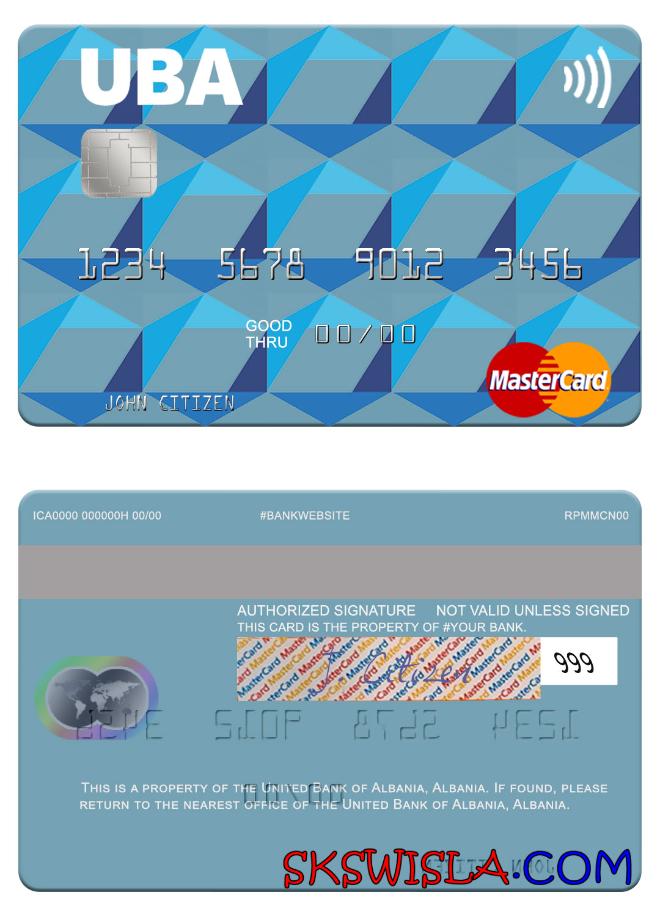 UBA
1234 5678 9012 3456
GOOD
THRU 00/00
MasterCard
JOHN CITIZEN
ICA0000 000000H 00/00 #BANKWEBSITE RPMMCN00
AUTHORIZED SIGNATURE NOT VALID UNLESS SIGNED
THIS CARD IS THE PROPERTY OF #YOUR BANK.
Citizen 999
THIS IS A PROPERTY OF THE UNITED BANK OF ALBANIA, ALBANIA. IF FOUND, PLEASE
RETURN TO THE NEAREST OFFICE OF THE UNITED BANK OF ALBANIA, ALBANIA.
SKSWISLA.COM